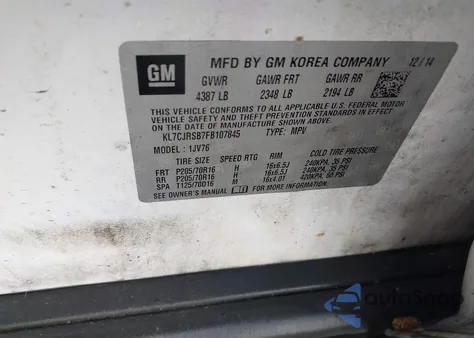 GM
MFD BY GM KOREA COMPANY 12/14
GVWR GAWR FRT GAWR RR
4387 LB 2348 LB 2194 LB
THIS VEHICLE CONFORMS TO ALL APPLICABLE U.S. FEDERAL MOTOR
VEHICLE SAFETY, BUMPER, AND THEFT PREVENTION STANDARDS IN
EFFECT ON THE DATE OF MANUFACTURE SHOWN ABOVE.
KL7CJRSB7FB107845 TYPE: MPV
MODEL: 1JV76
TIRE SIZE SPEED RTG RIM COLD TIRE PRESSURE
FRT P205/70R16 H 16x6.5J 240KPA, 35 PSI
RR P205/70R16 H 16x6.5J 240KPA, 35 PSI
SPA T125/70D16 M 16x4.0T 420KPA, 60 PSI
SEE OWNER'S MANUAL FOR ADDITIONAL INFORMATION.
autoSnap